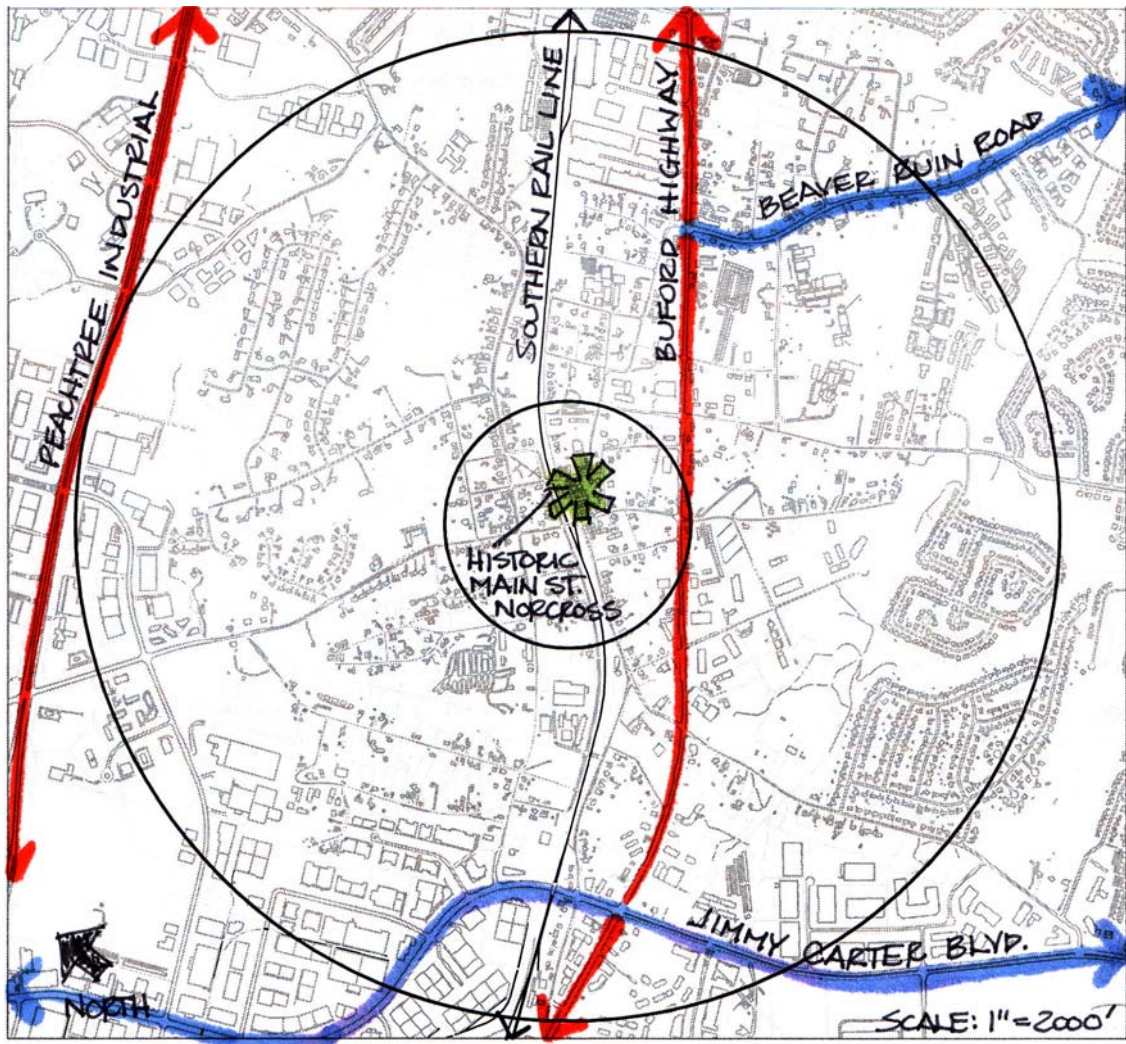 PEACHTREE INDUSTRIAL
SOUTHERN RAIL LINE
BUFORD HIGHWAY
BEAVER RUIN ROAD
HISTORIC
MAIN ST.
NORCROSS
JIMMY CARTER BLVD.
NORTH
SCALE: 1"=2000'